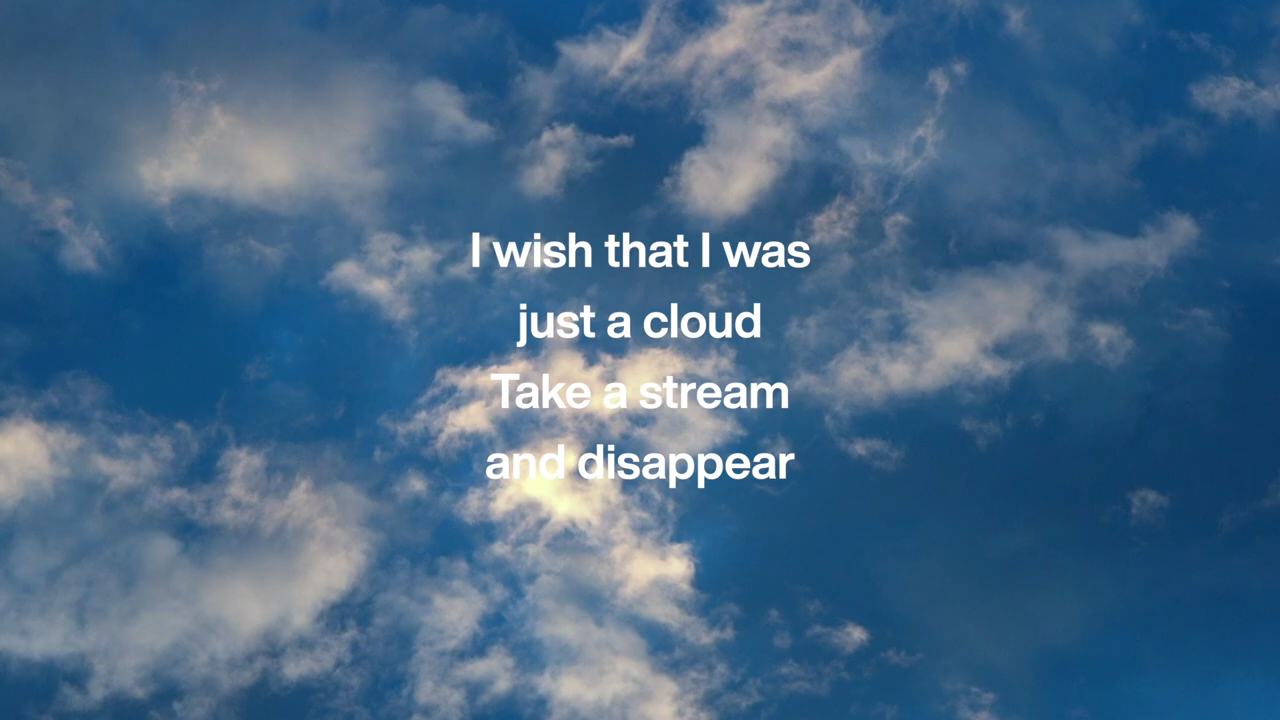 I wish that I was
just a cloud
Take a stream
and disappear